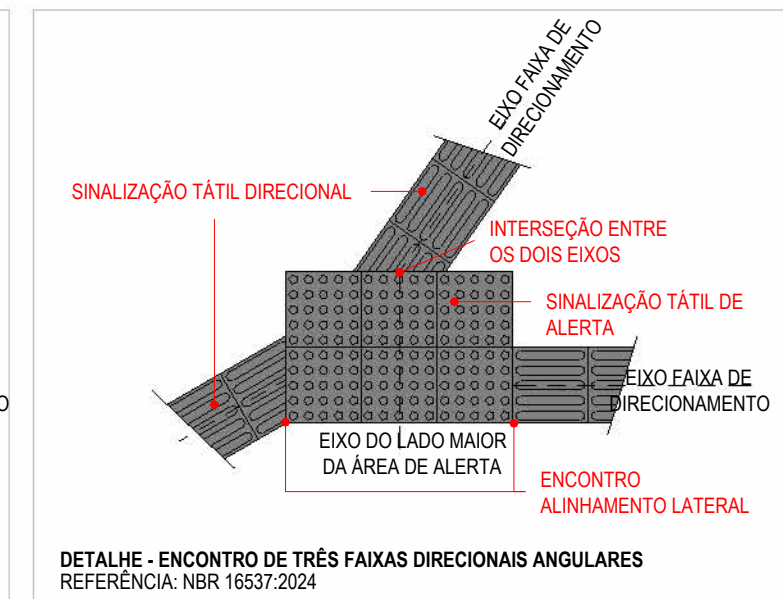 EIXO FAIXA DE
DIRECIONAMENTO
SINALIZAÇÃO TÁTIL DIRECIONAL
INTERSEÇÃO ENTRE
OS DOIS EIXOS
SINALIZAÇÃO TÁTIL DE
ALERTA
EIXO FAIXA DE
DIRECIONAMENTO
O
EIXO DO LADO MAIOR
DA ÁREA DE ALERTA
ENCONTRO
ALINHAMENTO LATERAL
DETALHE - ENCONTRO DE TRÊS FAIXAS DIRECIONAIS ANGULARES
REFERÊNCIA: NBR 16537:2024